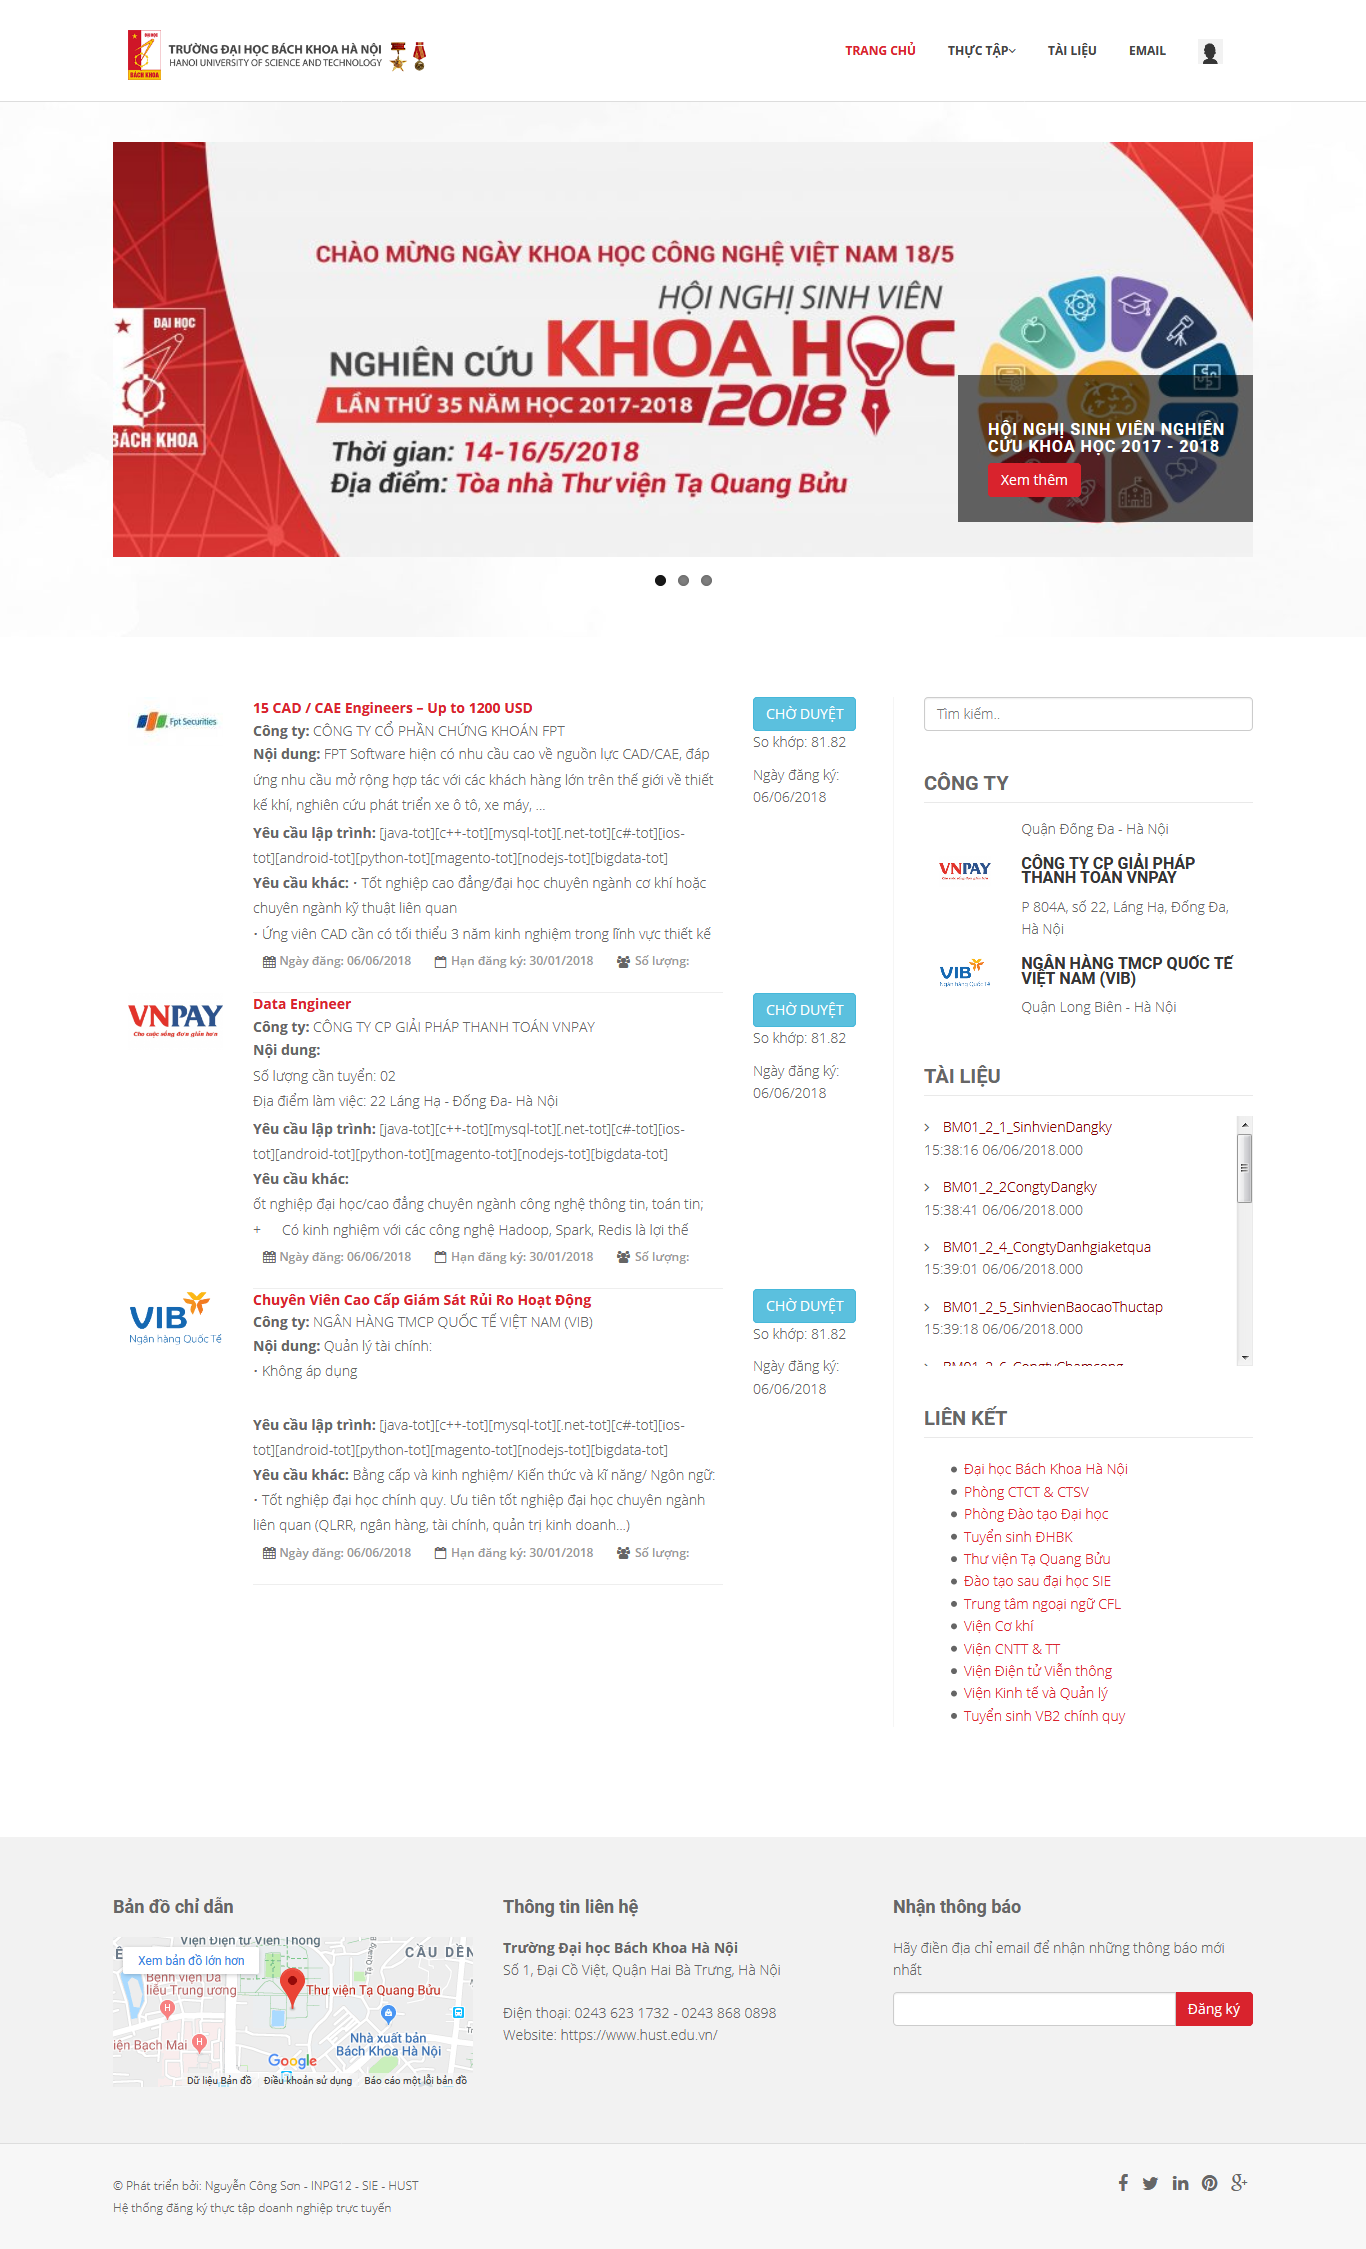 TRƯỜNG ĐẠI HỌC BÁCH KHOA HÀ NỘI
HANOI UNIVERSITY OF SCIENCE AND TECHNOLOGY
ĐẠI HỌC
BÁCH KHOA
TRANG CHỦ
THỰC TẬP
TÀI LIỆU
EMAIL
CHÀO MỪNG NGÀY KHOA HỌC CÔNG NGHỆ VIỆT NAM 18/5
HỘI NGHỊ SINH VIÊN
NGHIÊN CỨU KHOA HỌC
LẦN THỨ 35 NĂM HỌC 2017-2018 2018
Thời gian: 14-16/5/2018
Địa điểm: Tòa nhà Thư viện Tạ Quang Bửu
ĐẠI HỌC
BÁCH KHOA
HỘI NGHỊ SINH VIÊN NGHIÊN
CỨU KHOA HỌC 2017 - 2018
Xem thêm
Fpt Securities
15 CAD / CAE Engineers – Up to 1200 USD
Công ty: CÔNG TY CỔ PHẦN CHỨNG KHOÁN FPT
Nội dung: FPT Software hiện có nhu cầu cao về nguồn lực CAD/CAE, đáp
ứng nhu cầu mở rộng hợp tác với các khách hàng lớn trên thế giới về thiết
kế khí, nghiên cứu phát triển xe ô tô, xe máy, ...
Yêu cầu lập trình: [java-tot][c++-tot][mysql-tot][.net-tot][c#-tot][ios-
tot][android-tot][python-tot][magento-tot][nodejs-tot][bigdata-tot]
Yêu cầu khác: · Tốt nghiệp cao đẳng/đại học chuyên ngành cơ khí hoặc
chuyên ngành kỹ thuật liên quan
· Ứng viên CAD cần có tối thiểu 3 năm kinh nghiệm trong lĩnh vực thiết kế
Ngày đăng: 06/06/2018 Hạn đăng ký: 30/01/2018 Số lượng:
CHỜ DUYỆT
So khớp: 81.82
Ngày đăng ký:
06/06/2018
VNPAY
Cho cuộc sống đơn giản hơn
Data Engineer
Công ty: CÔNG TY CP GIẢI PHÁP THANH TOÁN VNPAY
Nội dung:
Số lượng cần tuyển: 02
Địa điểm làm việc: 22 Láng Hạ - Đống Đa- Hà Nội
Yêu cầu lập trình: [java-tot][c++-tot][mysql-tot][.net-tot][c#-tot][ios-
tot][android-tot][python-tot][magento-tot][nodejs-tot][bigdata-tot]
Yêu cầu khác:
ốt nghiệp đại học/cao đẳng chuyên ngành công nghệ thông tin, toán tin;
+ Có kinh nghiệm với các công nghệ Hadoop, Spark, Redis là lợi thế
Ngày đăng: 06/06/2018 Hạn đăng ký: 30/01/2018 Số lượng:
CHỜ DUYỆT
So khớp: 81.82
Ngày đăng ký:
06/06/2018
VIB
Ngân hàng Quốc Tế
Chuyên Viên Cao Cấp Giám Sát Rủi Ro Hoạt Động
Công ty: NGÂN HÀNG TMCP QUỐC TẾ VIỆT NAM (VIB)
Nội dung: Quản lý tài chính:
· Không áp dụng
Yêu cầu lập trình: [java-tot][c++-tot][mysql-tot][.net-tot][c#-tot][ios-
tot][android-tot][python-tot][magento-tot][nodejs-tot][bigdata-tot]
Yêu cầu khác: Bằng cấp và kinh nghiệm/ Kiến thức và kĩ năng/ Ngôn ngữ:
· Tốt nghiệp đại học chính quy. Ưu tiên tốt nghiệp đại học chuyên ngành
liên quan (QLRR, ngân hàng, tài chính, quản trị kinh doanh...)
Ngày đăng: 06/06/2018 Hạn đăng ký: 30/01/2018 Số lượng:
CHỜ DUYỆT
So khớp: 81.82
Ngày đăng ký:
06/06/2018
Tìm kiếm..
CÔNG TY
Quận Đống Đa - Hà Nội
VNPAY
CÔNG TY CP GIẢI PHÁP
THANH TOÁN VNPAY
P 804A, số 22, Láng Hạ, Đống Đa,
Hà Nội
VIB
Ngân hàng Quốc Tế
NGÂN HÀNG TMCP QUỐC TẾ
VIỆT NAM (VIB)
Quận Long Biên - Hà Nội
TÀI LIỆU
BM01_2_1_SinhvienDangky
15:38:16 06/06/2018.000
BM01_2_2CongtyDangky
15:38:41 06/06/2018.000
BM01_2_4_CongtyDanhgiaketqua
15:39:01 06/06/2018.000
BM01_2_5_SinhvienBaocaoThuctap
15:39:18 06/06/2018.000
BM01_2_6_CongtyChamcong
LIÊN KẾT
Đại học Bách Khoa Hà Nội
Phòng CTCT & CTSV
Phòng Đào tạo Đại học
Tuyển sinh ĐHBK
Thư viện Tạ Quang Bửu
Đào tạo sau đại học SIE
Trung tâm ngoại ngữ CFL
Viện Cơ khí
Viện CNTT & TT
Viện Điện tử Viễn thông
Viện Kinh tế và Quản lý
Tuyển sinh VB2 chính quy
Bản đồ chỉ dẫn
Viện Điện tử Viễn Thông
Xem bản đồ lớn hơn
CẦU DỀN
Tạ Quang B
Bệnh viện Da
liễu Trung ương
Thư viện Tạ Quang Bửu
iện Bạch Mai
Nhà xuất bản
Bách Khoa Hà Nội
Google
Dữ liệu Bản đồ Điều khoản sử dụng Báo cáo một lỗi bản đồ
Thông tin liên hệ
Trường Đại học Bách Khoa Hà Nội
Số 1, Đại Cồ Việt, Quận Hai Bà Trưng, Hà Nội
Điện thoại: 0243 623 1732 - 0243 868 0898
Website: https://www.hust.edu.vn/
Nhận thông báo
Hãy điền địa chỉ email để nhận những thông báo mới
nhất
Đăng ký
© Phát triển bởi: Nguyễn Công Sơn - INPG12 - SIE - HUST
Hệ thống đăng ký thực tập doanh nghiệp trực tuyến